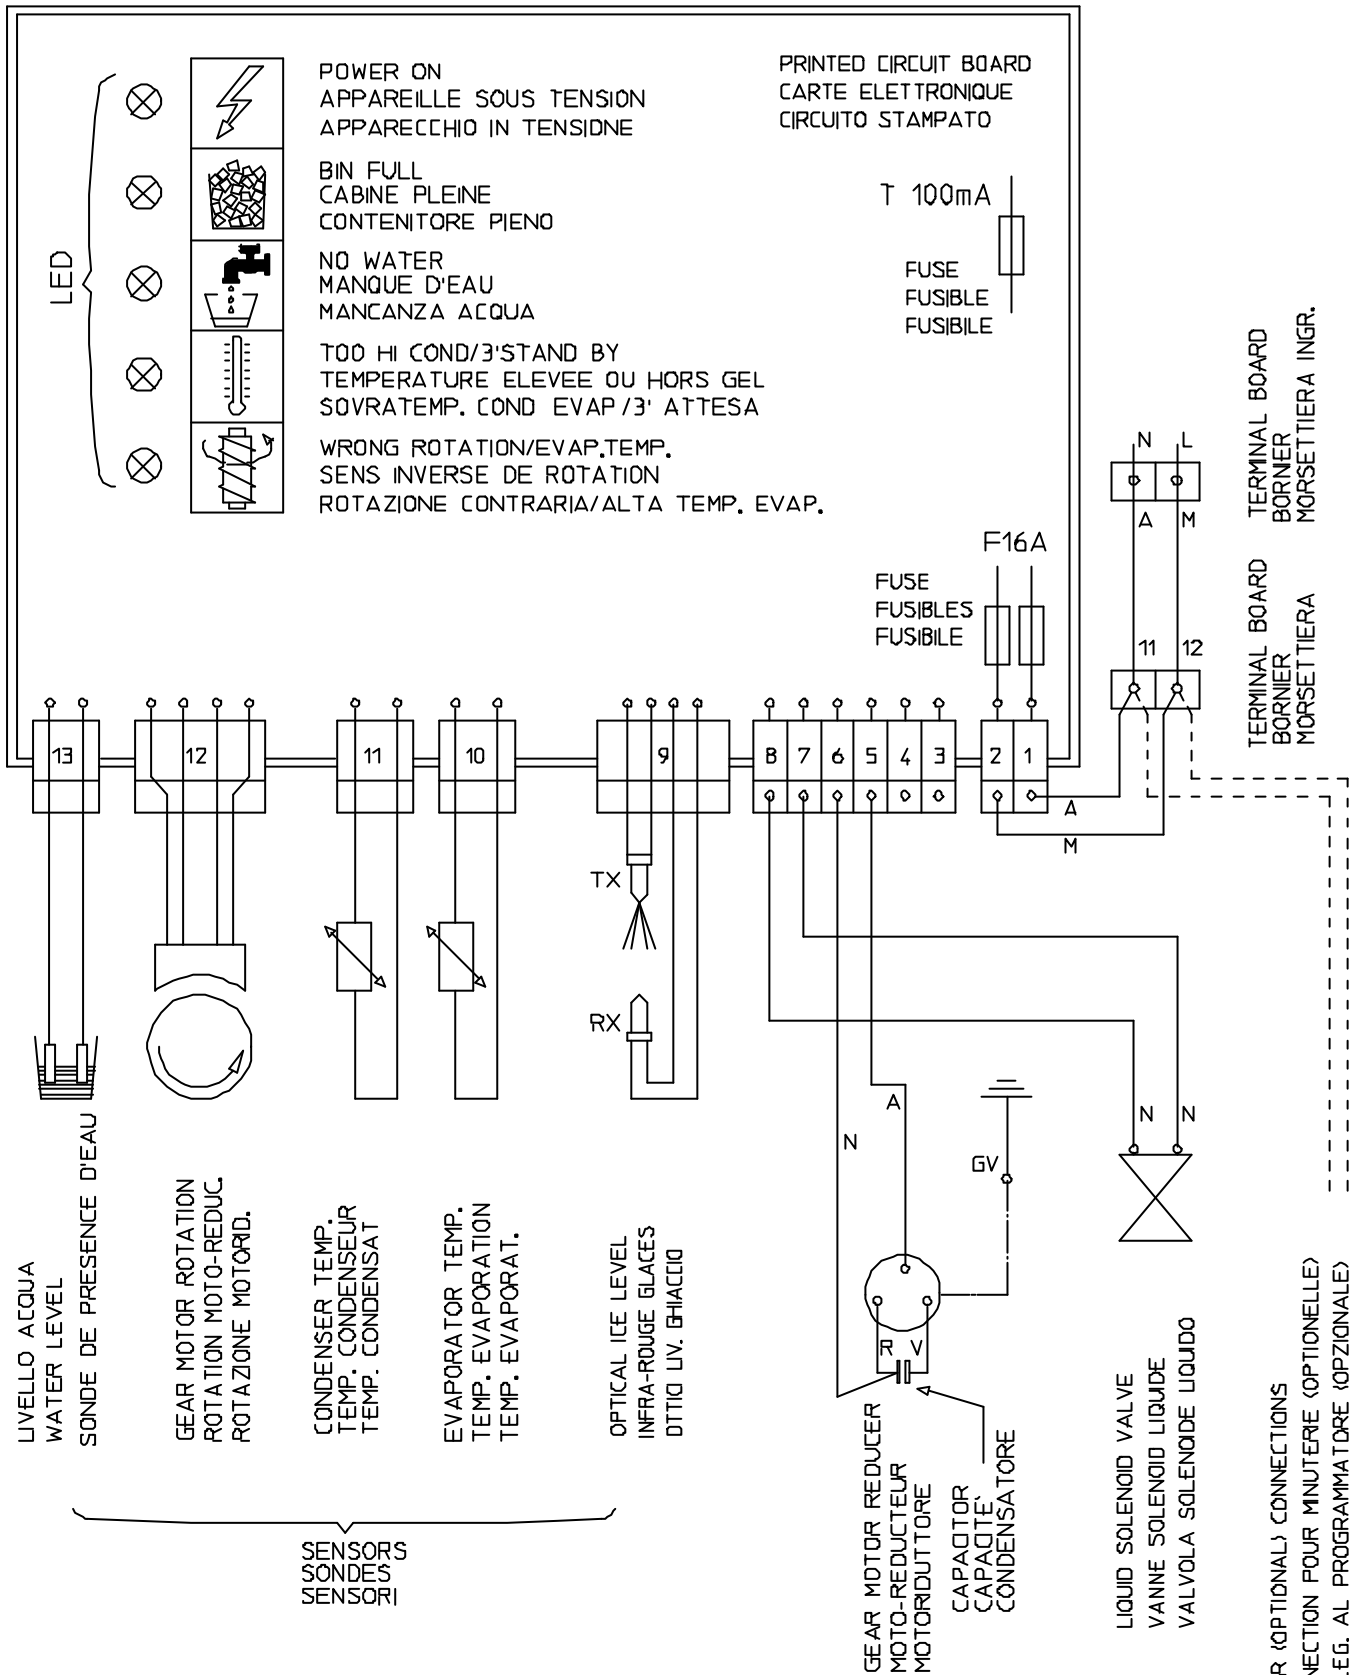 POWER ON
APPAREILLE SOUS TENSION
APPARECCHIO IN TENSIDNE
PRINTED CIRCUIT BOARD
CARTE ELETTRONIQUE
CIRCUITO STAMPATO
BIN FULL
CABINE PLEINE
CONTENITORE PIENO
T 100mA
FUSE
FUSIBLE
FUSIBILE
LED
NO WATER
MANQUE D'EAU
MANCANZA ACQUA
TOO HI COND/3'STAND BY
TEMPERATURE ELEVEE OU HORS GEL
SOVRATEMP. COND EVAP/3' ATTESA
WRONG ROTATION/EVAP.TEMP.
SENS INVERSE DE ROTATION
ROTAZIONE CONTRARIA/ALTA TEMP. EVAP.
TERMINAL BOARD
BORNIER
MORSETTIERA INGR.
N L
A M
F16A
FUSE
FUSIBLES
FUSIBILE
11 12
TERMINAL BOARD
BORNIER
MORSETTIERA
13 12 11 10 9 8 7 6 5 4 3 2 1
A
M
TX
RX
A
N
N N
GV
R V
LIVELLO ACQUA
WATER LEVEL
SONDE DE PRESENCE D'EAU
GEAR MOTOR ROTATION
ROTATION MOTO-REDUC.
ROTAZIONE MOTORID.
CONDENSER TEMP.
TEMP. CONDENSEUR
TEMP. CONDENSAT
EVAPORATOR TEMP.
TEMP. EVAPORATION
TEMP. EVAPORAT.
OPTICAL ICE LEVEL
INFRA-ROUGE GLACES
OTTICI LIV. GHIACCIO
SENSORS
SONDES
SENSORI
GEAR MOTOR REDUCER
MOTO-REDUCTEUR
MOTORIDUTTORE
CAPACITOR
CAPACITE'
CONDENSATORE
LIQUID SOLENOID VALVE
VANNE SOLENOID LIQUIDE
VALVOLA SOLENOIDE LIQUIDO
R (OPTIONAL) CONNECTIONS
NECTION POUR MINUTERE (OPTIONELLE)
EG. AL PROGRAMMATORE (OPZIONALE)